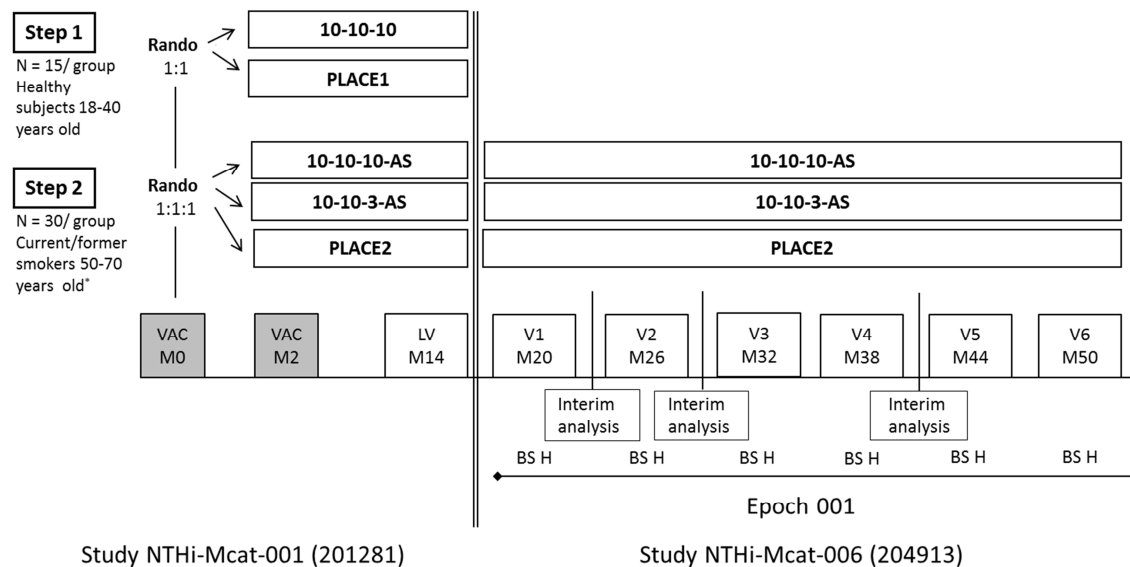 Step 1
N = 15/ group
Healthy
subjects 18-40
years old
Rando
1:1
10-10-10
PLACE1
Step 2
N = 30/ group
Current/former
smokers 50-70
years old*
Rando
1:1:1
10-10-10-AS
10-10-3-AS
PLACE2
10-10-10-AS
10-10-3-AS
PLACE2
VAC
M0
VAC
M2
LV
M14
V1
M20
V2
M26
V3
M32
V4
M38
V5
M44
V6
M50
Interim
analysis
Interim
analysis
Interim
analysis
BS H
BS H
BS H
BS H
BS H
BS H
Epoch 001
Study NTHi-Mcat-001 (201281)
Study NTHi-Mcat-006 (204913)